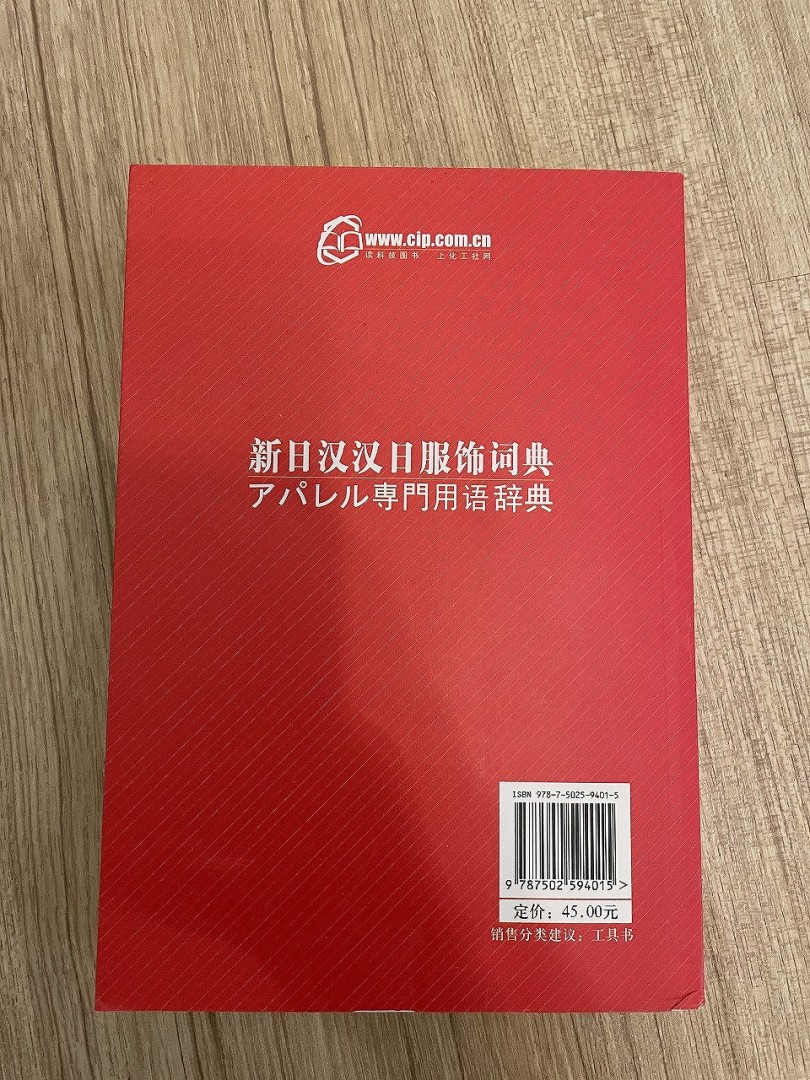 www.cip.com.cn
读科技图书 上化工社网
新日汉汉日服饰词典
アパレル専門用语辞典
ISBN 978-7-5025-9401-5
9 787502 594015 >
定价：45.00元
销售分类建议：工具书